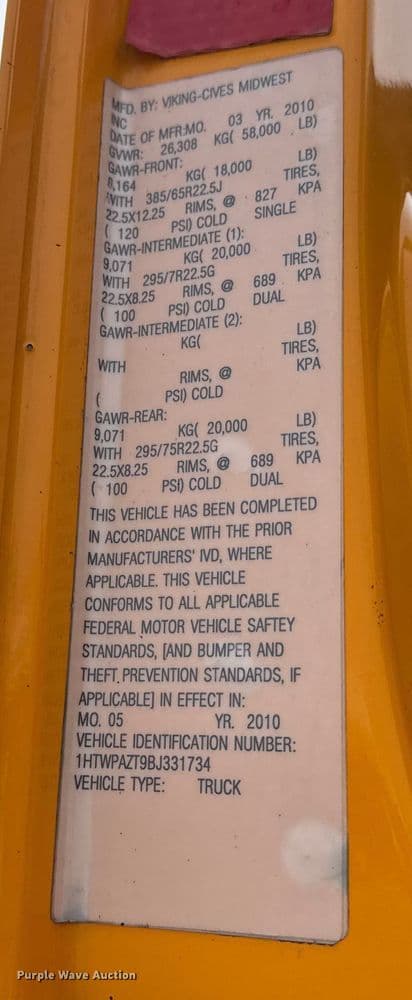 MFD. BY: VIKING-CIVES MIDWEST
INC
DATE OF MFR:MO. 03 YR. 2010
GVWR: 26,308 KG( 58,000 LB)
GAWR-FRONT:
8,164 KG( 18,000 LB)
WITH 385/65R22.5J TIRES,
22.5X12.25 RIMS, @ 827 KPA
( 120 PSI) COLD SINGLE
GAWR-INTERMEDIATE (1):
9,071 KG( 20,000 LB)
WITH 295/7R22.5G TIRES,
22.5X8.25 RIMS, @ 689 KPA
( 100 PSI) COLD DUAL
GAWR-INTERMEDIATE (2):
KG( LB)
WITH TIRES,
RIMS, @ KPA
( PSI) COLD
GAWR-REAR:
9,071 KG( 20,000 LB)
WITH 295/75R22.5G TIRES,
22.5X8.25 RIMS, @ 689 KPA
( 100 PSI) COLD DUAL
THIS VEHICLE HAS BEEN COMPLETED
IN ACCORDANCE WITH THE PRIOR
MANUFACTURERS' IVD, WHERE
APPLICABLE. THIS VEHICLE
CONFORMS TO ALL APPLICABLE
FEDERAL MOTOR VEHICLE SAFTEY
STANDARDS, [AND BUMPER AND
THEFT PREVENTION STANDARDS, IF
APPLICABLE] IN EFFECT IN:
MO. 05 YR. 2010
VEHICLE IDENTIFICATION NUMBER:
1HTWPAZT9BJ331734
VEHICLE TYPE: TRUCK
Purple Wave Auction